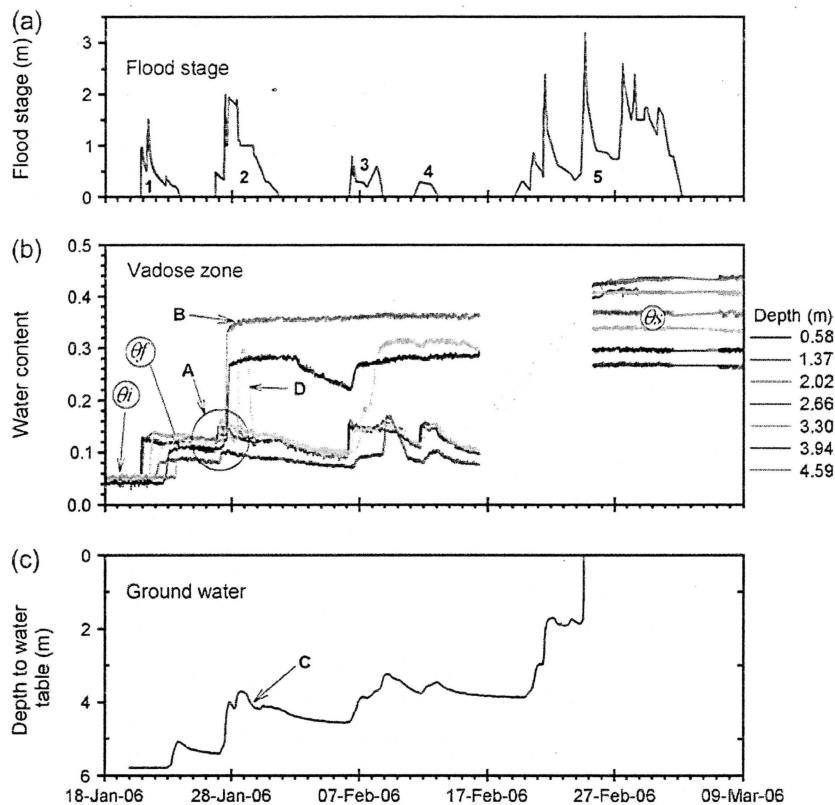 (a)
Flood stage (m)
3
2
1
0
Flood stage
1
2
3
4
5
(b)
Water content
0.5
0.4
0.3
0.2
0.1
0.0
Vadose zone
B
θf
A
θi
D
θs
Depth (m)
0.58
1.37
2.02
2.66
3.30
3.94
4.59
(c)
Depth to water
table (m)
0
2
4
6
Ground water
C
18-Jan-06 28-Jan-06 07-Feb-06 17-Feb-06 27-Feb-06 09-Mar-06